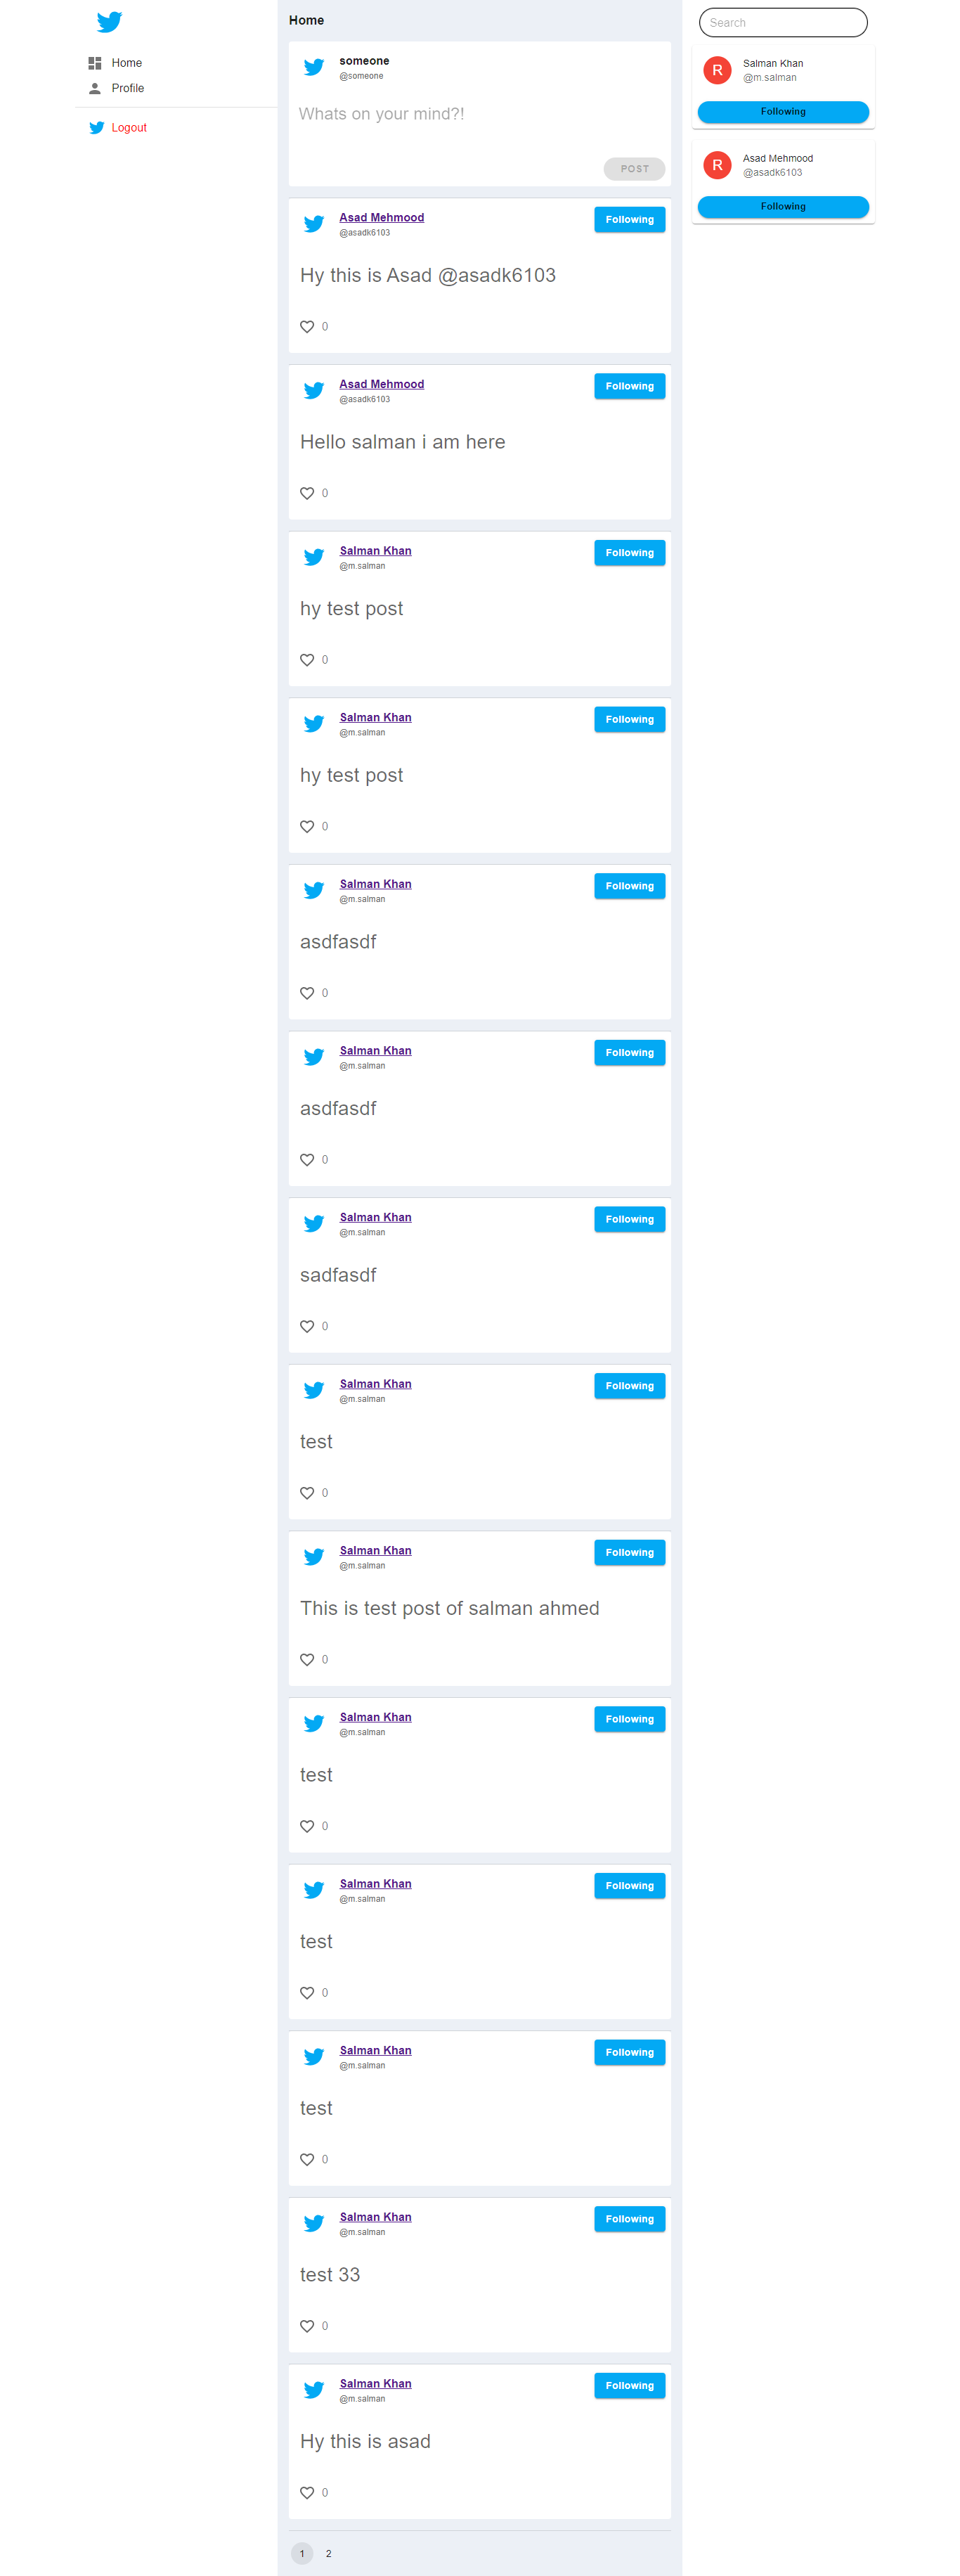 Home
Profile
Logout
Home
someone
@someone
Whats on your mind?!
POST
Asad Mehmood
Following
@asadk6103
Hy this is Asad @asadk6103
0
Asad Mehmood
Following
@asadk6103
Hello salman i am here
0
Salman Khan
Following
@m.salman
hy test post
0
Salman Khan
Following
@m.salman
hy test post
0
Salman Khan
Following
@m.salman
asdfasdf
0
Salman Khan
Following
@m.salman
asdfasdf
0
Salman Khan
Following
@m.salman
sadfasdf
0
Salman Khan
Following
@m.salman
test
0
Salman Khan
Following
@m.salman
This is test post of salman ahmed
0
Salman Khan
Following
@m.salman
test
0
Salman Khan
Following
@m.salman
test
0
Salman Khan
Following
@m.salman
test
0
Salman Khan
Following
@m.salman
test 33
0
Salman Khan
Following
@m.salman
Hy this is asad
0
1 2
Search
R
Salman Khan
@m.salman
Following
R
Asad Mehmood
@asadk6103
Following